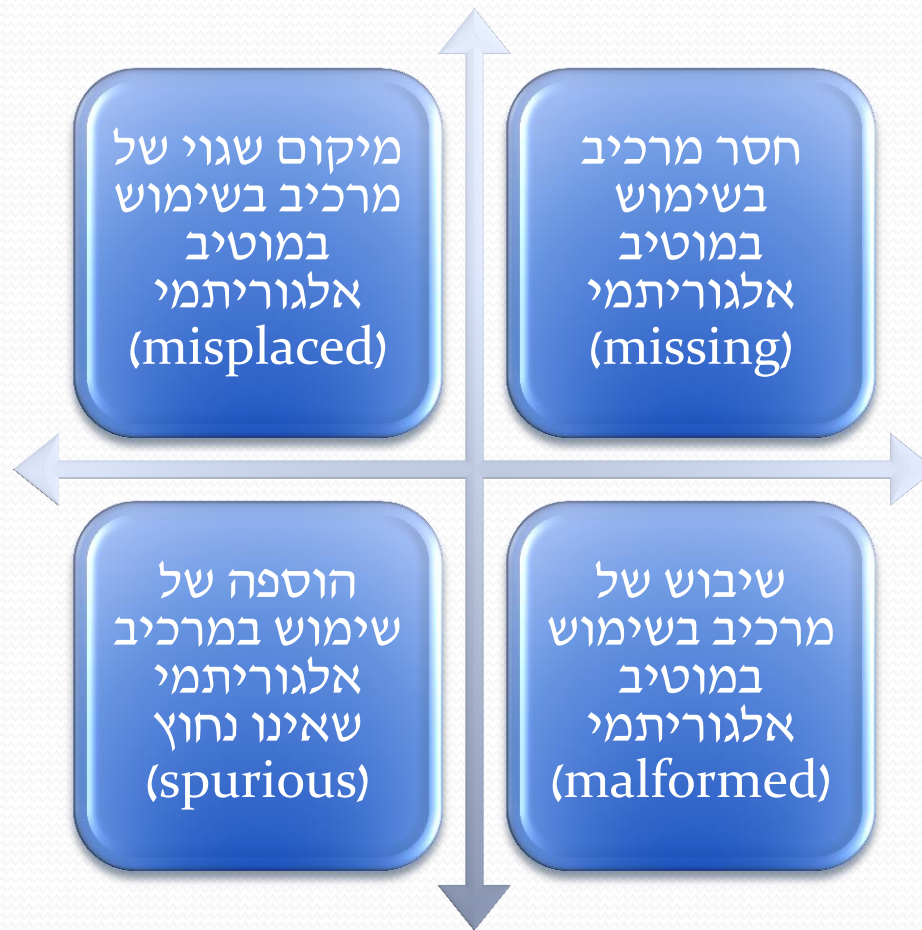 חסר מרכיב
בשימוש
במוטיב
אלגוריתמי
(missing)
מיקום שגוי של
מרכיב בשימוש
במוטיב
אלגוריתמי
(misplaced)
שיבוש של
מרכיב בשימוש
במוטיב
אלגוריתמי
(malformed)
הוספה של
שימוש במרכיב
אלגוריתמי
שאינו נחוץ
(spurious)